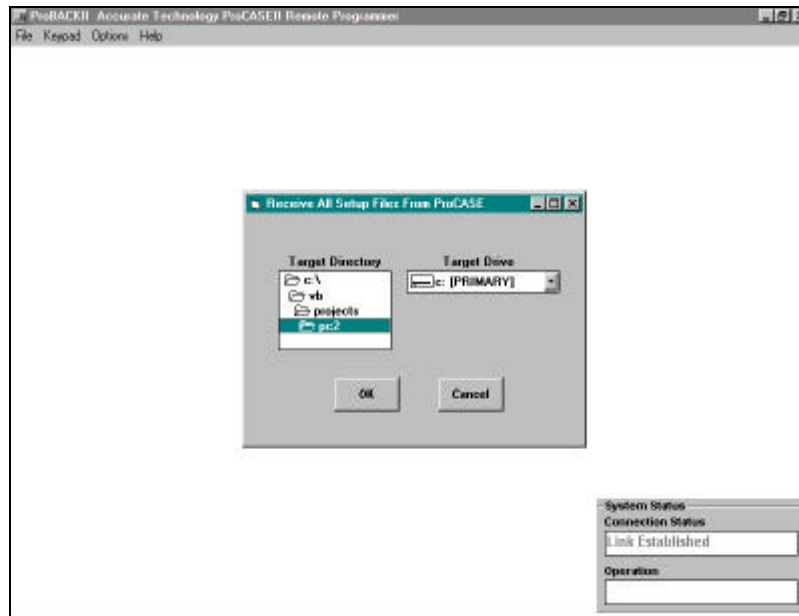 ProBACKII Accurate Technology ProCASEII Remote Programmer
File Keypad Options Help
Receive All Setup Files From ProCASE
Target Directory Target Drive
c:\ c: [PRIMARY]
vb
projects
pc2
OK Cancel
System Status
Connection Status
Link Established
Operation